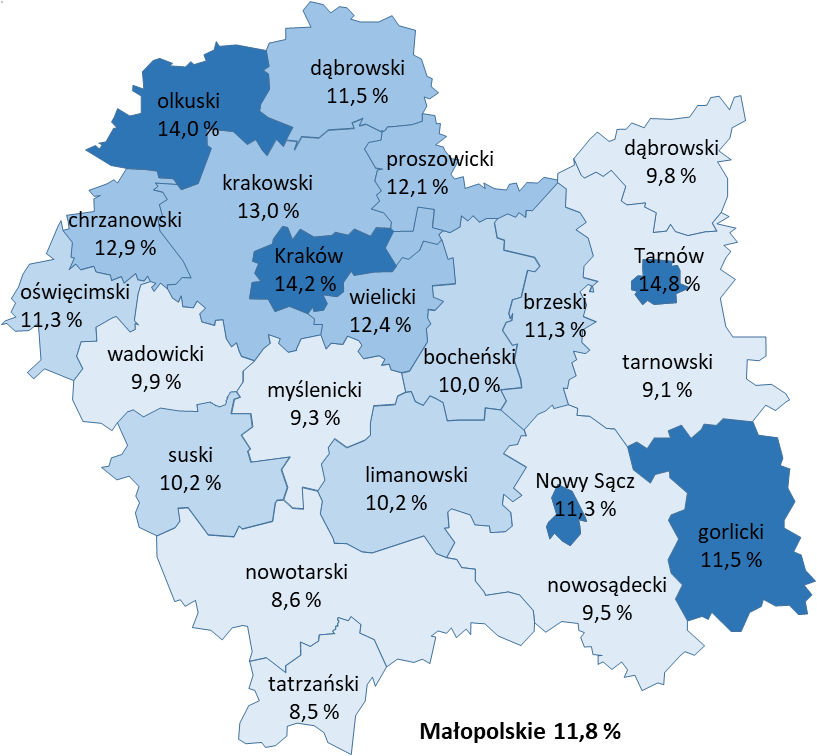 dąbrowski
11,5 %
olkuski
14,0 %
dąbrowski
9,8 %
proszowicki
12,1 %
krakowski
13,0 %
chrzanowski
12,9 %
Kraków
14,2 %
Tarnów
14,8 %
oświęcimski
11,3 %
wielicki
12,4 %
brzeski
11,3 %
wadowicki
9,9 %
bocheński
10,0 %
tarnowski
9,1 %
myślenicki
9,3 %
suski
10,2 %
limanowski
10,2 %
Nowy Sącz
11,3 %
gorlicki
11,5 %
nowotarski
8,6 %
nowosądecki
9,5 %
tatrzański
8,5 %
Małopolskie 11,8 %